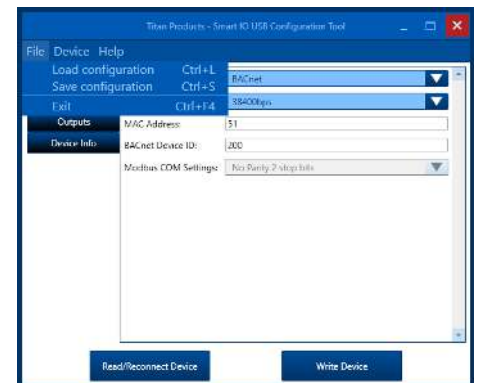 Titan Products - Smart IO USB Configuration Tool
File Device Help
Load configuration Ctrl+L
Save configuration Ctrl+S
Exit Ctrl+F4
BACnet
38400bps
Outputs
Device Info
MAC Address: 51
BACnet Device ID: 200
Modbus COM Settings: No Parity 2 stop bits
Read/Reconnect Device
Write Device